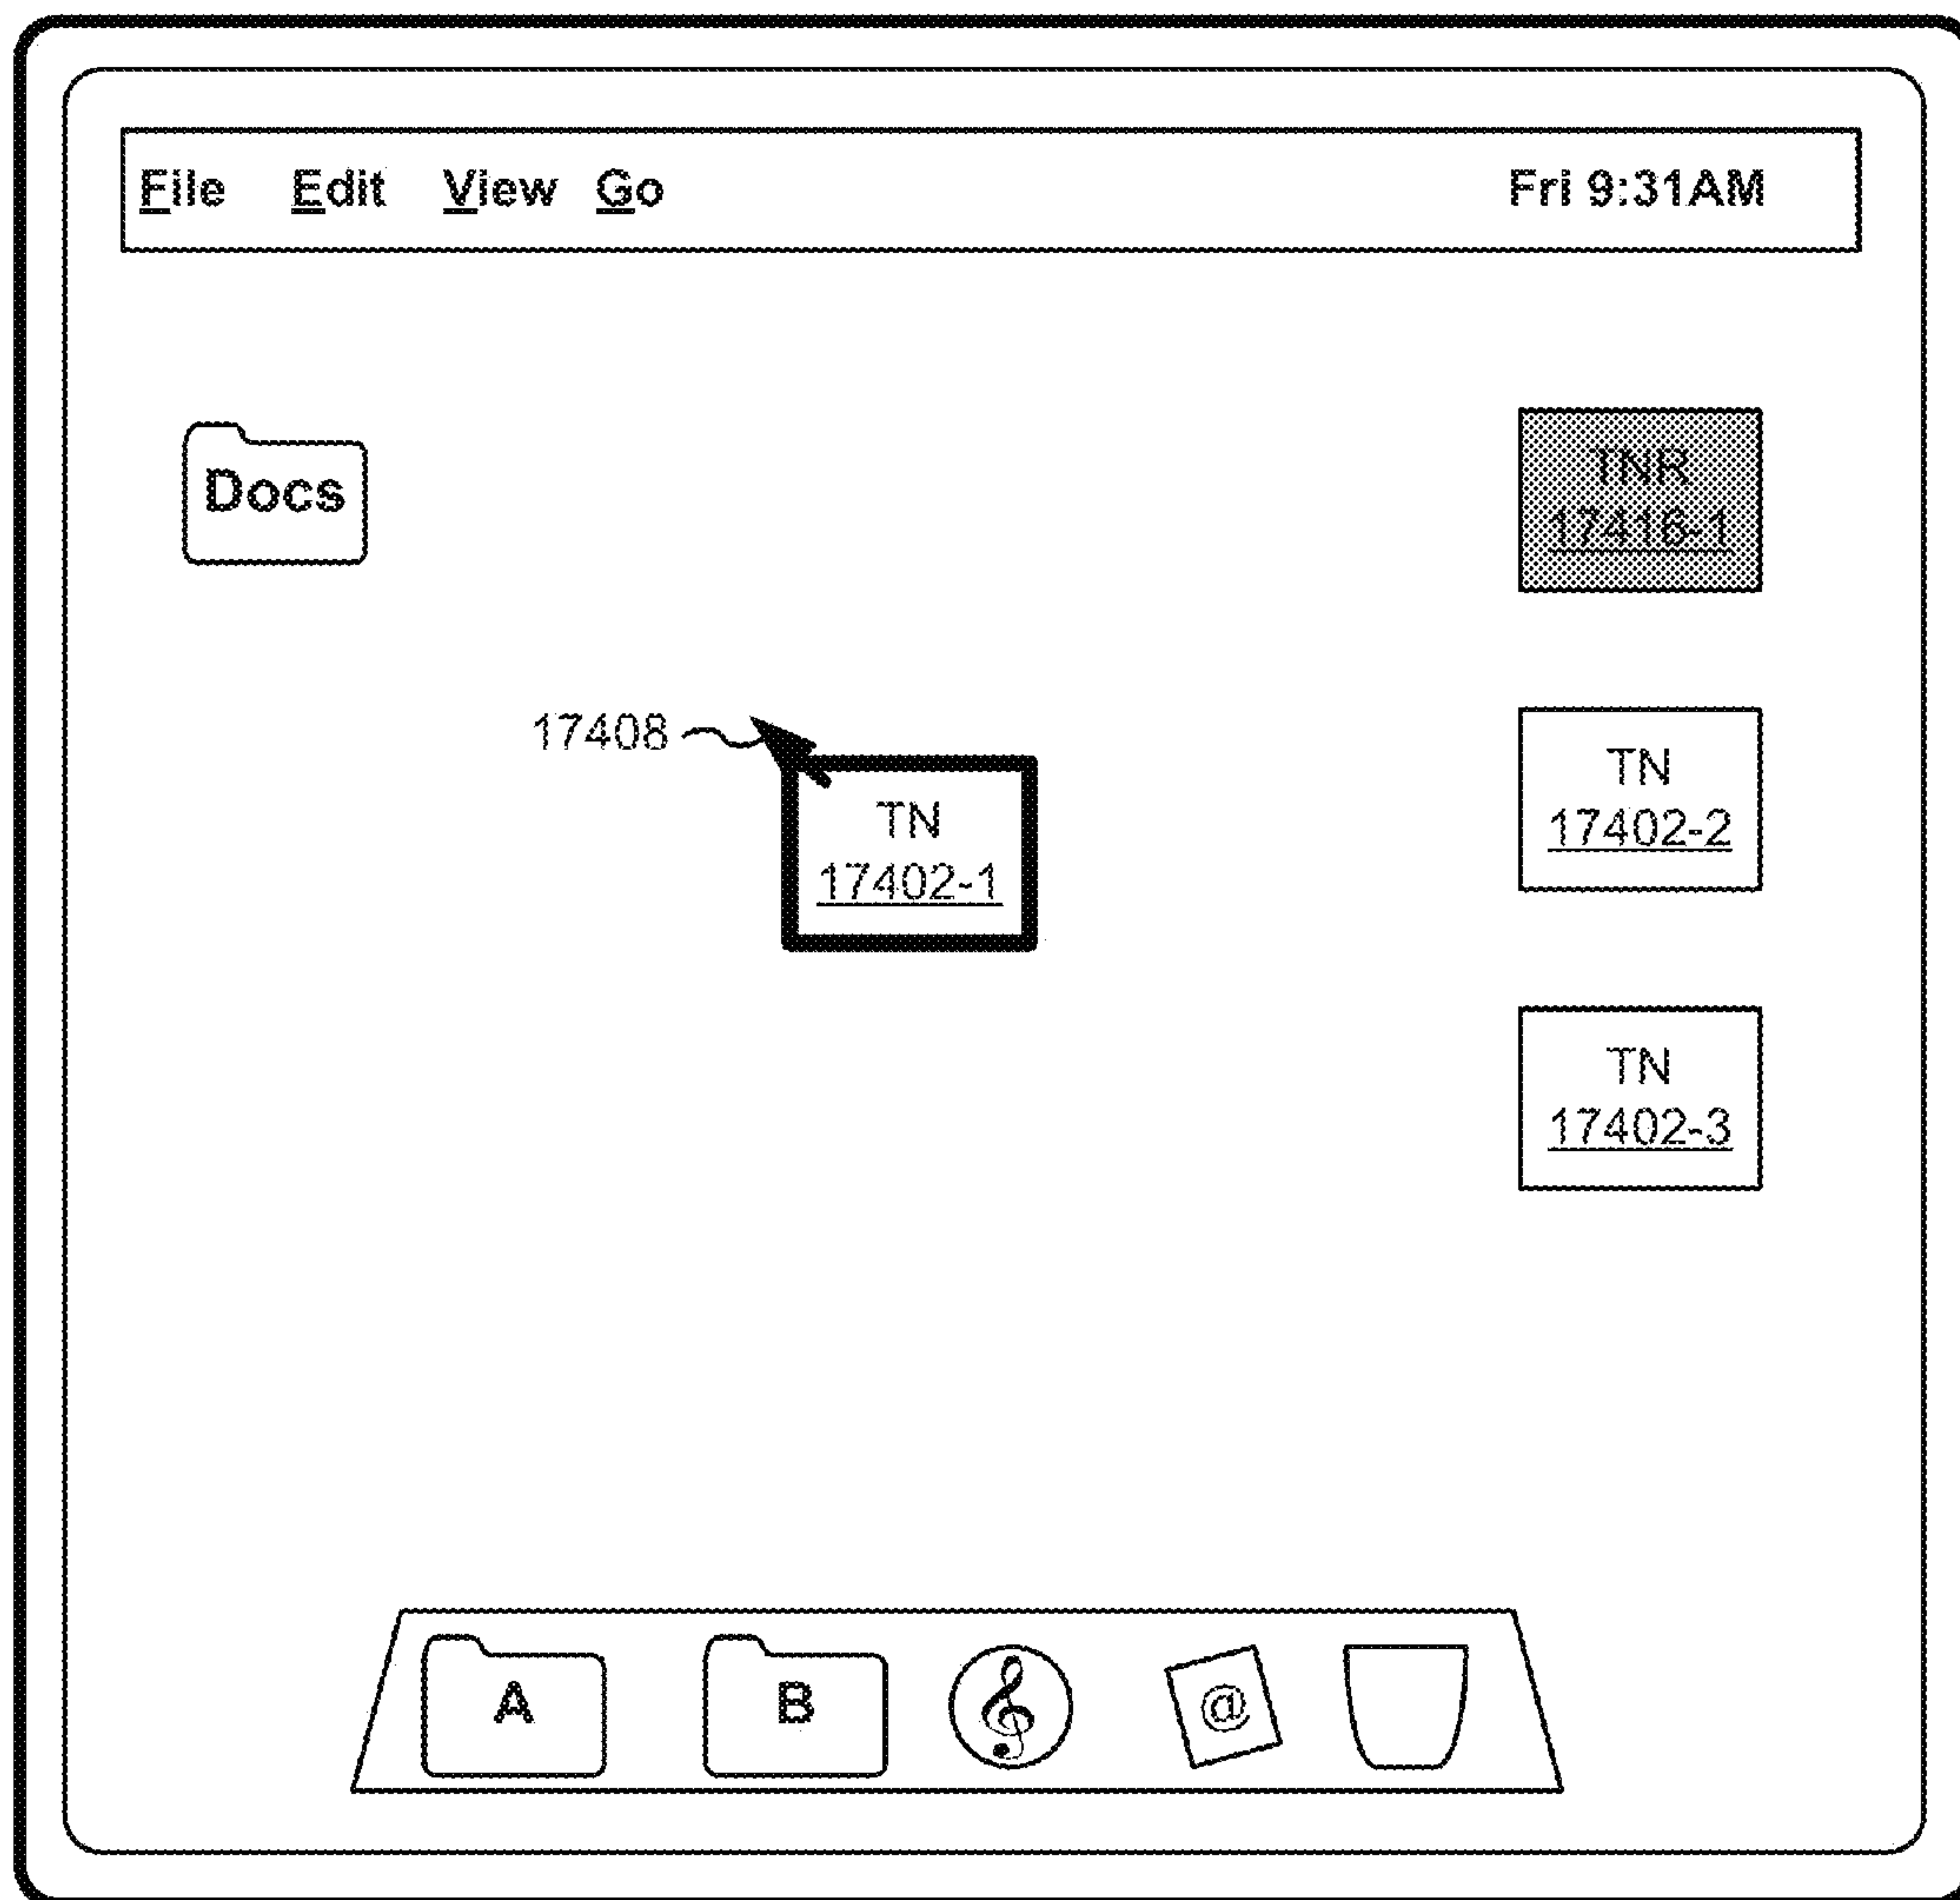 File Edit View Go Fri 9:31AM
Docs
TNR
17416-1
17408
TN
17402-1
TN
17402-2
TN
17402-3
A B @